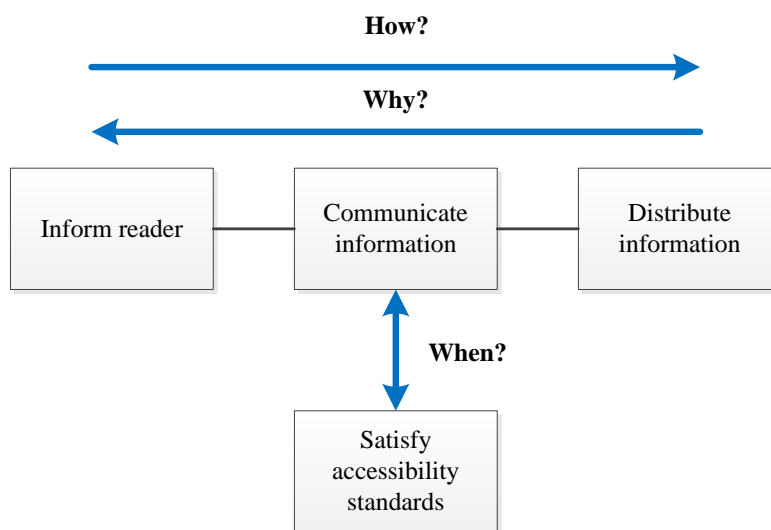 How?
Why?
Inform reader
Communicate
information
Distribute
information
When?
Satisfy
accessibility
standards